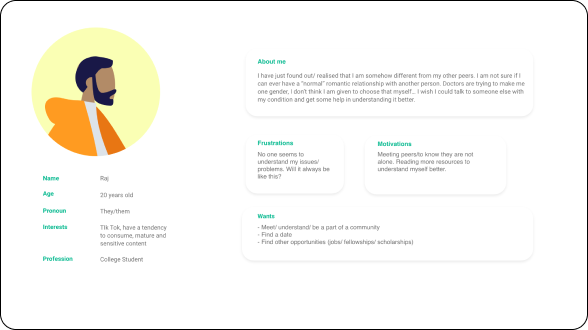 About me
I have just found out/ realised that I am somehow different from my other peers. I am not sure if I
can ever have a "normal" romantic relationship with another person. Doctors are trying to make me
one gender, I don't think I am given to choose that myself... I wish I could talk to someone else with
my condition and get some help in understanding it better.
Frustrations
No one seems to
understand my issues/
problems. Will it always be
like this?
Motivations
Meeting peers/to know they are not
alone. Reading more resources to
understand myself better.
Name Raj
Age 20 years old
Pronoun They/them
Interests Tik Tok, have a tendency
to consume, mature and
sensitive content
Profession College Student
Wants
- Meet/ understand/ be a part of a community
- Find a date
- Find other opportunities (jobs/ fellowships/ scholarships)